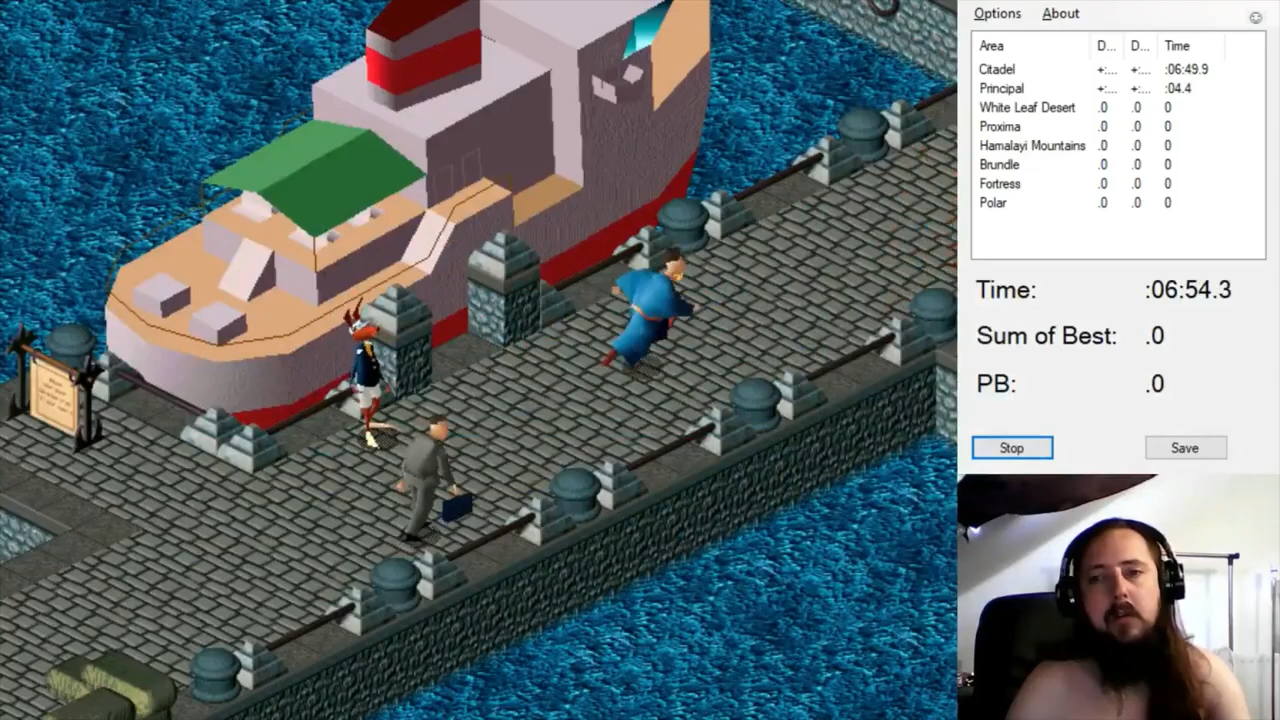 Options About
Area D... D... Time
Citadel +:... +:... :06:49.9
Principal +:... +:... :04.4
White Leaf Desert .0 .0 0
Proxima .0 .0 0
Hamalayi Mountains .0 .0 0
Brundle .0 .0 0
Fortress .0 .0 0
Polar .0 .0 0
Time: :06:54.3
Sum of Best: .0
PB: .0
Stop Save